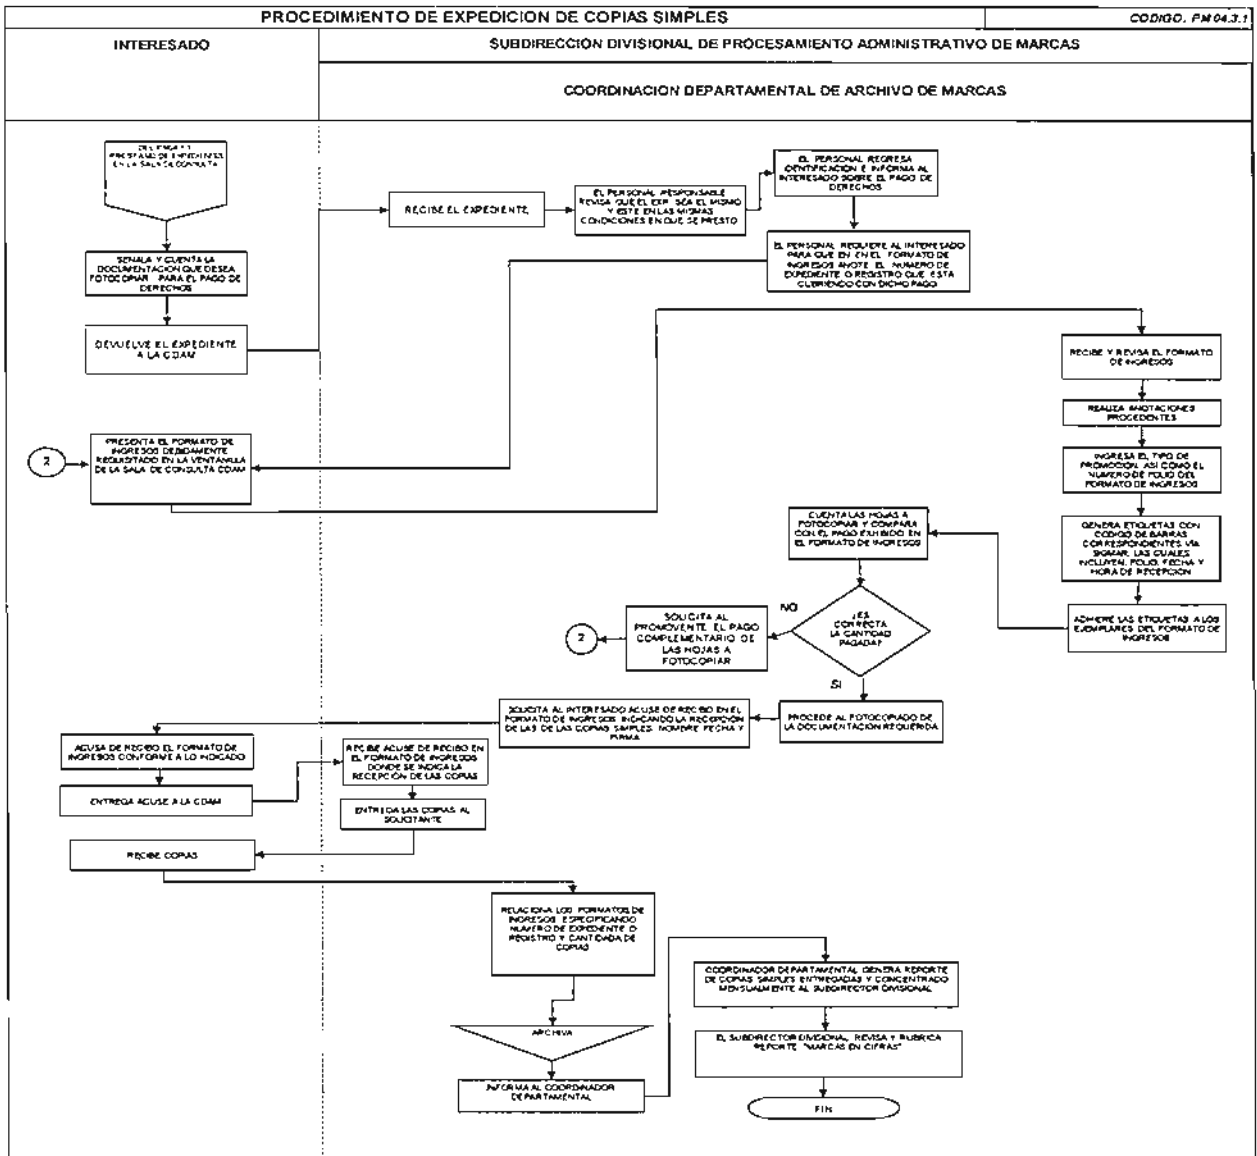 PROCEDIMIENTO DE EXPEDICION DE COPIAS SIMPLES
CODIGO. PM 04.3.1
INTERESADO
SUBDIRECCIÓN DIVISIONAL DE PROCESAMIENTO ADMINISTRATIVO DE MARCAS
COORDINACION DEPARTAMENTAL DE ARCHIVO DE MARCAS
PRESTAMO DE EXPEDIENTES
EN LA SALA DE CONSULTA
SEÑALA Y CUENTA LA
DOCUMENTACION QUE DESEA
FOTOCOPIAR PARA EL PAGO DE
DERECHOS
DEVUELVE EL EXPEDIENTE
A LA CDAM
RECIBE EL EXPEDIENTE
EL PERSONAL RESPONSABLE
REVISA QUE EL EXP. SEA EL MISMO
Y ESTE EN LAS MISMAS
CONDICIONES EN QUE SE PRESTO
EL PERSONAL REGRESA
IDENTIFICACION E INFORMA AL
INTERESADO SOBRE EL PAGO DE
DERECHOS
EL PERSONAL REQUIERE AL INTERESADO
PARA QUE EN EN EL FORMATO DE
INGRESOS ANOTE EL NUMERO DE
EXPEDIENTE O REGISTRO QUE ESTA
CUBRIENDO CON DICHO PAGO
2
PRESENTA EL FORMATO DE
INGRESOS DEBIDAMENTE
REQUISITADO EN LA VENTANILLA
DE LA SALA DE CONSULTA CDAM
RECIBE Y REVISA EL FORMATO
DE INGRESOS
REALIZA ANOTACIONES
PROCEDENTES
INGRESA EL TIPO DE
PROMOCION, ASI COMO EL
NUMERO DE FOLIO DEL
FORMATO DE INGRESOS
GENERA ETIQUETAS CON
CODIGO DE BARRAS
CORRESPONDIENTES VÍA
SIGMAR, LAS CUALES
INCLUYEN, FOLIO, FECHA Y
HORA DE RECEPCIÓN
ADHIERE LAS ETIQUETAS A LOS
EJEMPLARES DEL FORMATO DE
INGRESOS
CUENTA LAS HOJAS A
FOTOCOPIAR Y COMPARA
CON EL PAGO EXHIBIDO EN
EL FORMATO DE INGRESOS
¿ES
CORRECTA
LA CANTIDAD
PAGADA?
NO
SOLICITA AL
PROMOVENTE EL PAGO
COMPLEMENTARIO DE
LAS HOJAS A
FOTOCOPIAR
2
SI
PROCEDE AL FOTOCOPIADO DE
LA DOCUMENTACION REQUERIDA
SOLICITA AL INTERESADO ACUSE DE RECIBO EN EL
FORMATO DE INGRESOS INDICANDO LA RECEPCIÓN
DE LAS DE LAS COPIAS SIMPLES, NOMBRE FECHA Y
FIRMA
ACUSA DE RECIBO EL FORMATO DE
INGRESOS CONFORME A LO INDICADO
ENTREGA ACUSE A LA CDAM
RECIBE ACUSE DE RECIBO EN
EL FORMATO DE INGRESOS
DONDE SE INDICA LA
RECEPCIÓN DE LAS COPIAS
ENTREGA LAS COPIAS AL
SOLICITANTE
RECIBE COPIAS
RELACIONA LOS FORMATOS DE
INGRESOS ESPECIFICANDO
NUMERO DE EXPEDIENTE O
REGISTRO Y CANTIDAD DE
COPIAS
ARCHIVA
INFORMA AL COORDINADOR
DEPARTAMENTAL
COORDINADOR DEPARTAMENTAL GENERA REPORTE
DE COPIAS SIMPLES ENTREGADAS Y CONCENTRADO
MENSUALMENTE AL SUBDIRECTOR DIVISIONAL
EL SUBDIRECTOR DIVISIONAL REVISA Y RUBRICA
REPORTE "MARCAS EN CIFRAS"
FIN